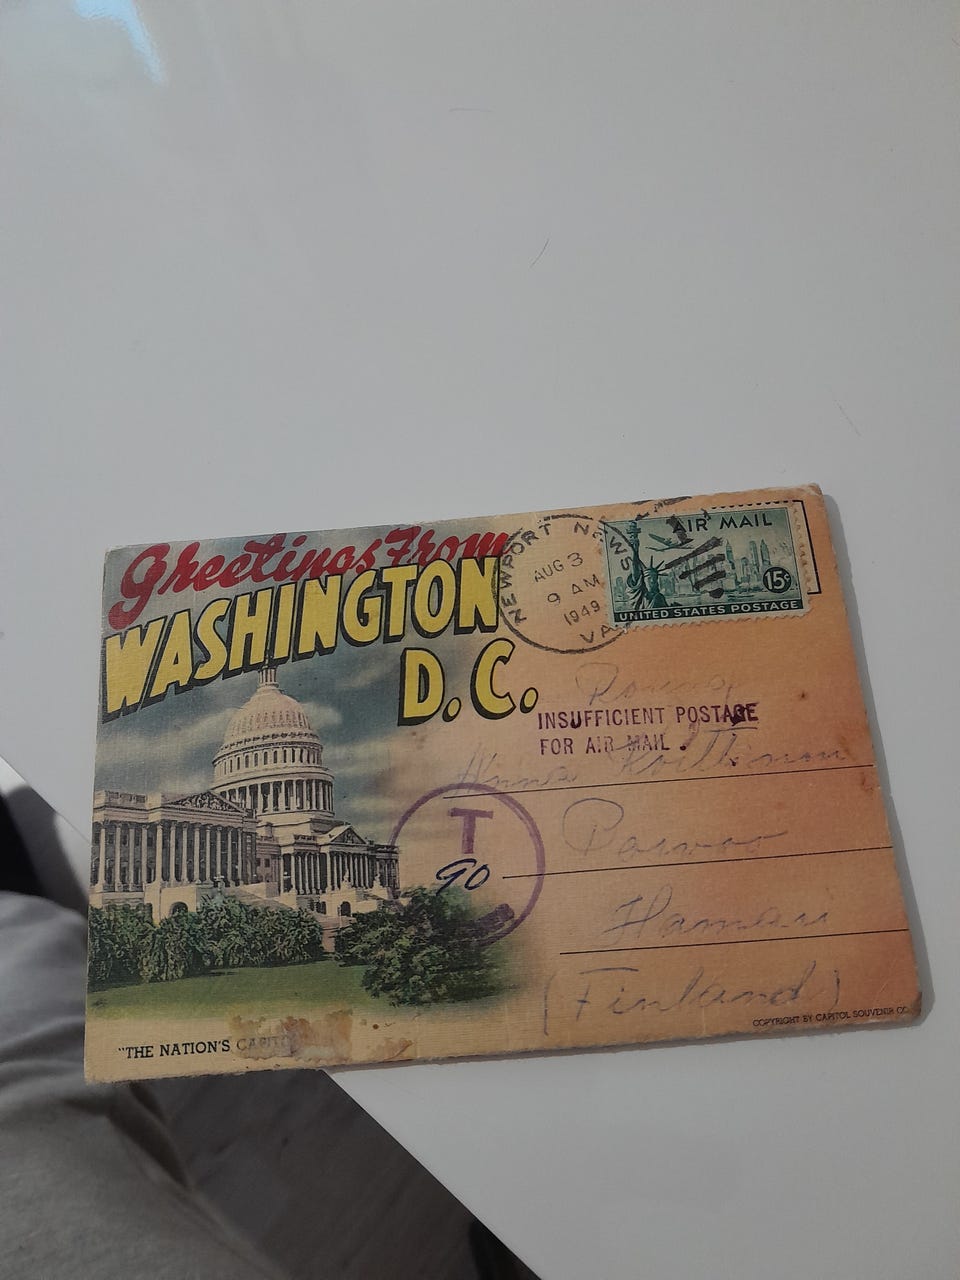 Greetings From
WASHINGTON
D.C.
NEWPORT NEWS
AUG 3
9 AM
1949
VA.
AIR MAIL
15¢
UNITED STATES POSTAGE
INSUFFICIENT POSTAGE
FOR AIR MAIL.
T
90
Porvoo
Hamari
(Finland)
"THE NATION'S CAPITO
COPYRIGHT BY CAPITOL SOUVENIR CO.